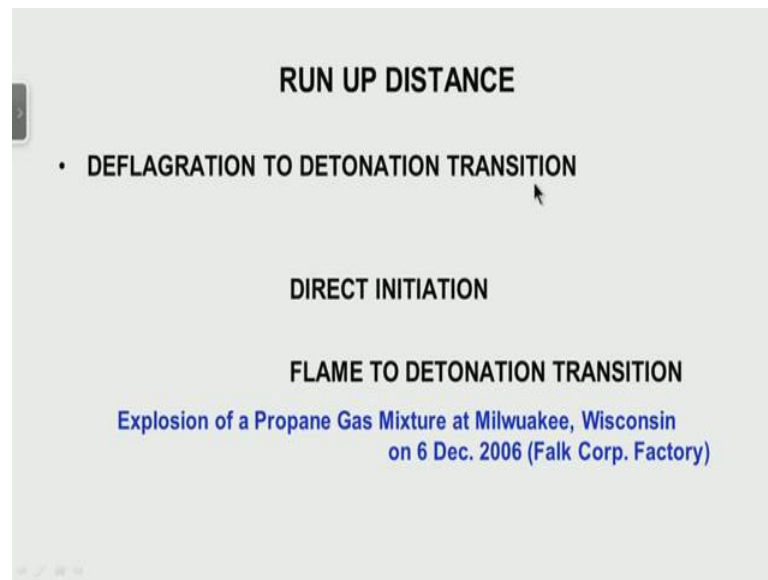 RUN UP DISTANCE
• DEFLAGRATION TO DETONATION TRANSITION
DIRECT INITIATION
FLAME TO DETONATION TRANSITION
Explosion of a Propane Gas Mixture at Milwuakee, Wisconsin
on 6 Dec. 2006 (Falk Corp. Factory)